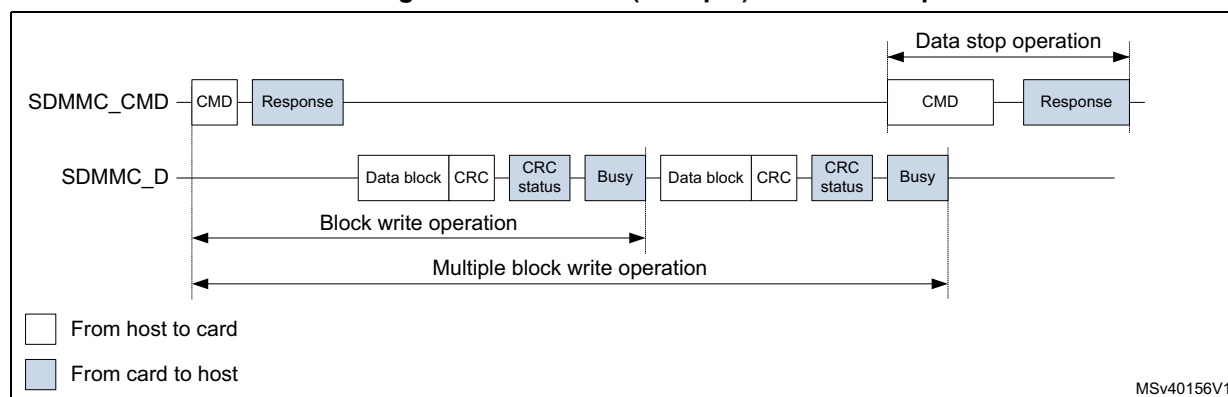 Data stop operation
SDMMC_CMD CMD Response CMD Response
SDMMC_D Data block CRC CRC status Busy Data block CRC CRC status Busy
Block write operation
Multiple block write operation
From host to card
From card to host
MSv40156V1